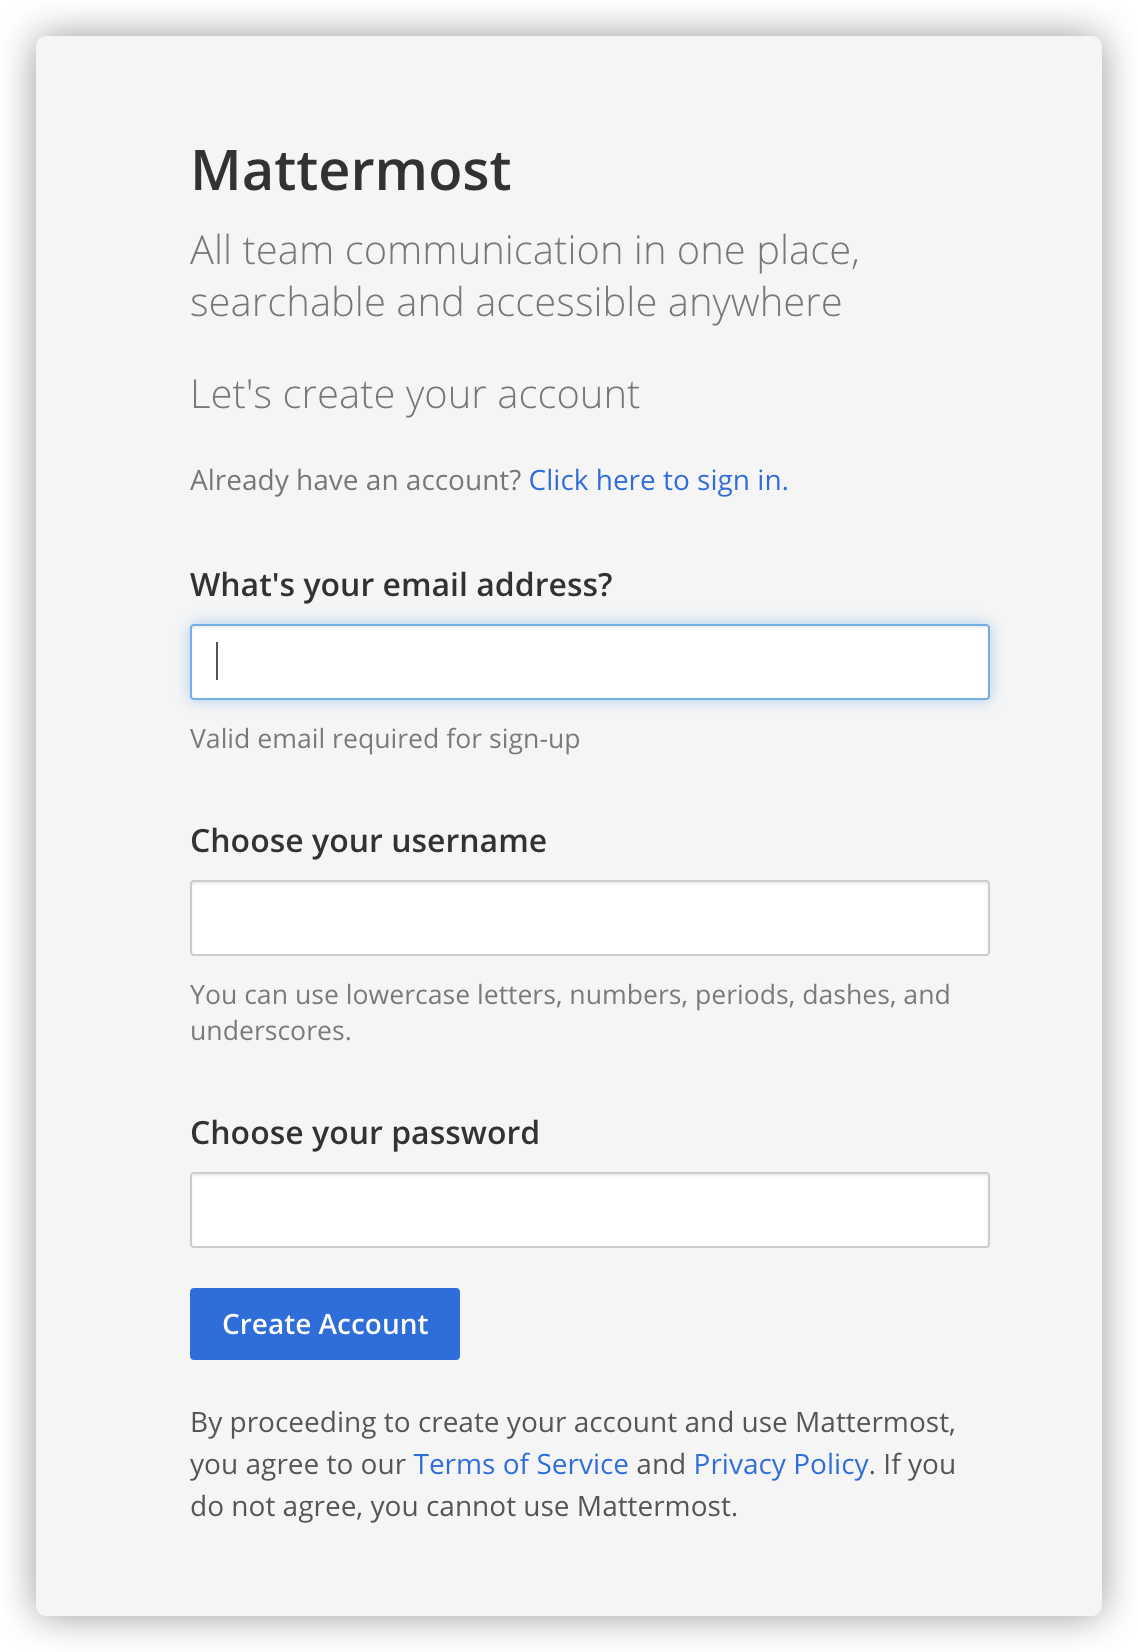 Mattermost
All team communication in one place,
searchable and accessible anywhere
Let's create your account
Already have an account? Click here to sign in.
What's your email address?
Valid email required for sign-up
Choose your username
You can use lowercase letters, numbers, periods, dashes, and
underscores.
Choose your password
Create Account
By proceeding to create your account and use Mattermost,
you agree to our Terms of Service and Privacy Policy. If you
do not agree, you cannot use Mattermost.